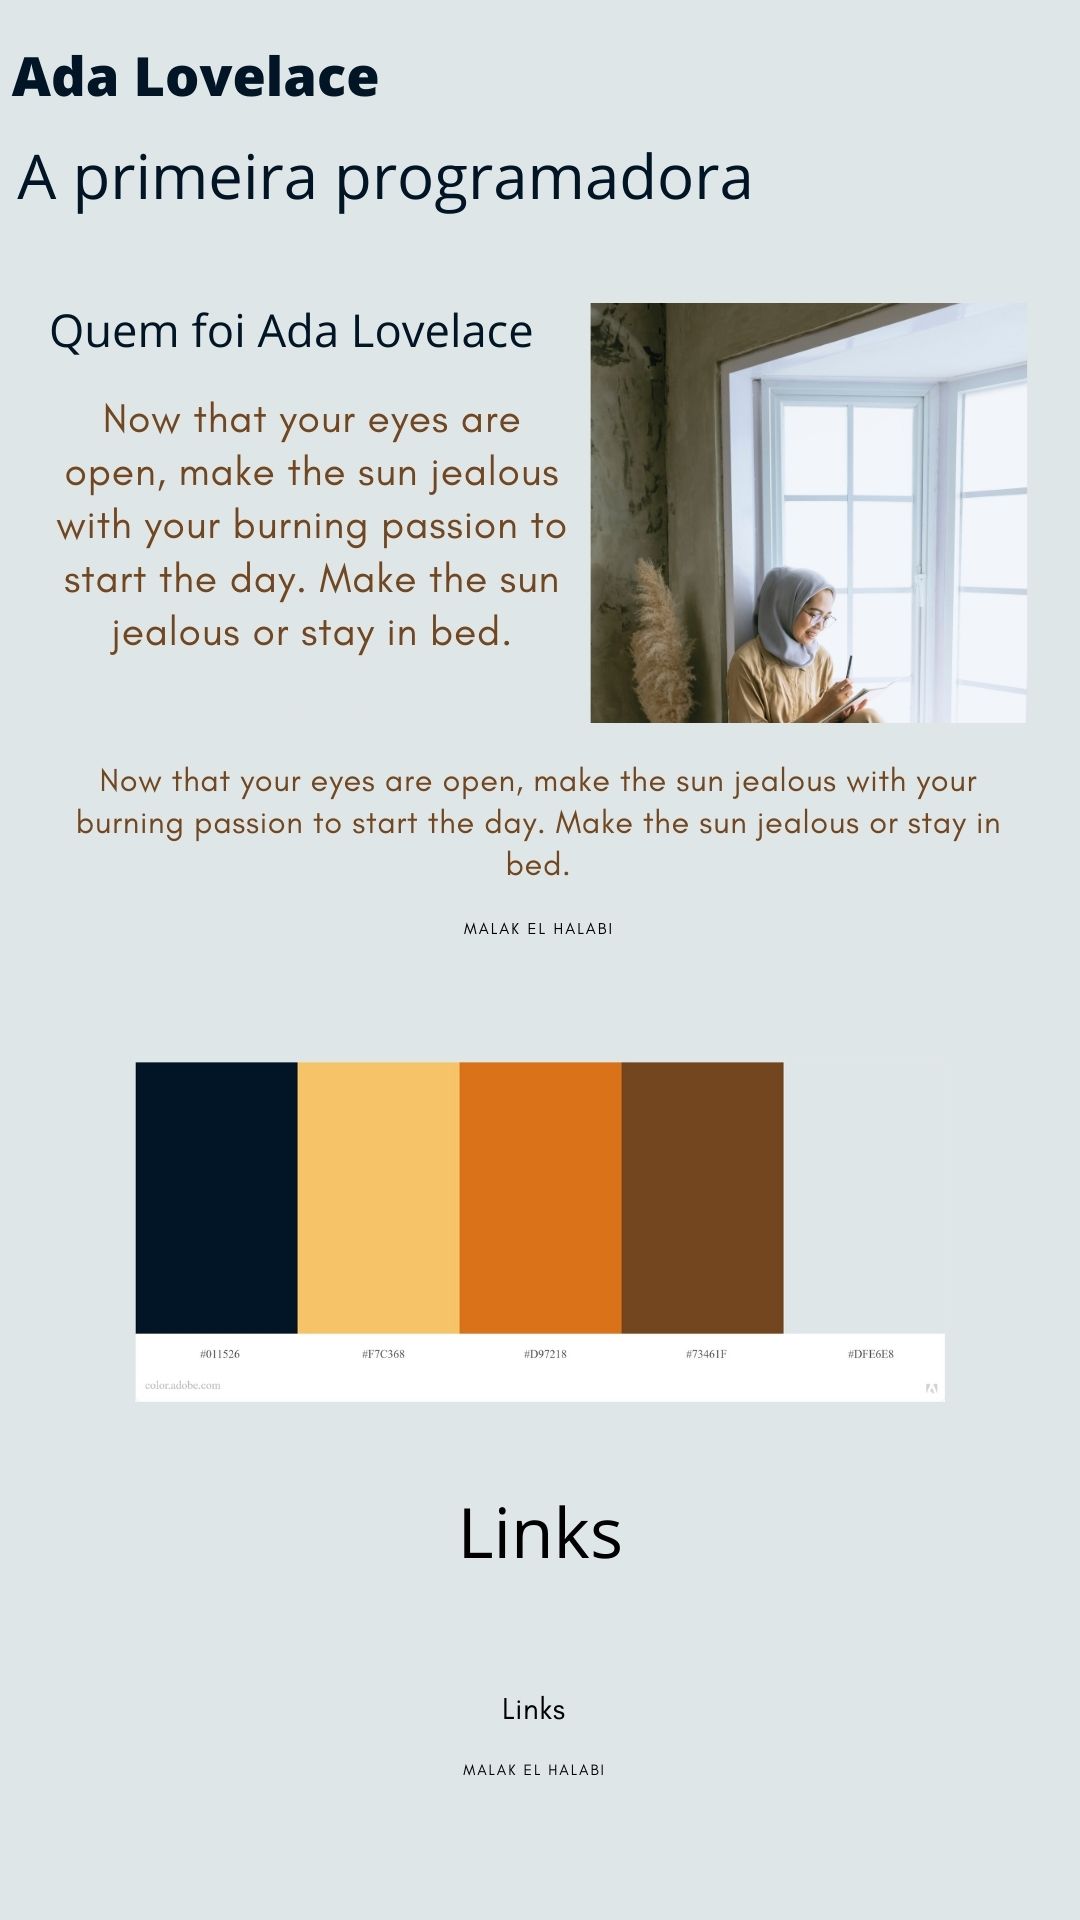 Ada Lovelace
A primeira programadora
Quem foi Ada Lovelace
Now that your eyes are
open, make the sun jealous
with your burning passion to
start the day. Make the sun
jealous or stay in bed.
Now that your eyes are open, make the sun jealous with your
burning passion to start the day. Make the sun jealous or stay in
bed.
MALAK EL HALABI
#011526 #F7C368 #D97218 #73461F #DFE6E8
color.adobe.com
Links
Links
MALAK EL HALABI